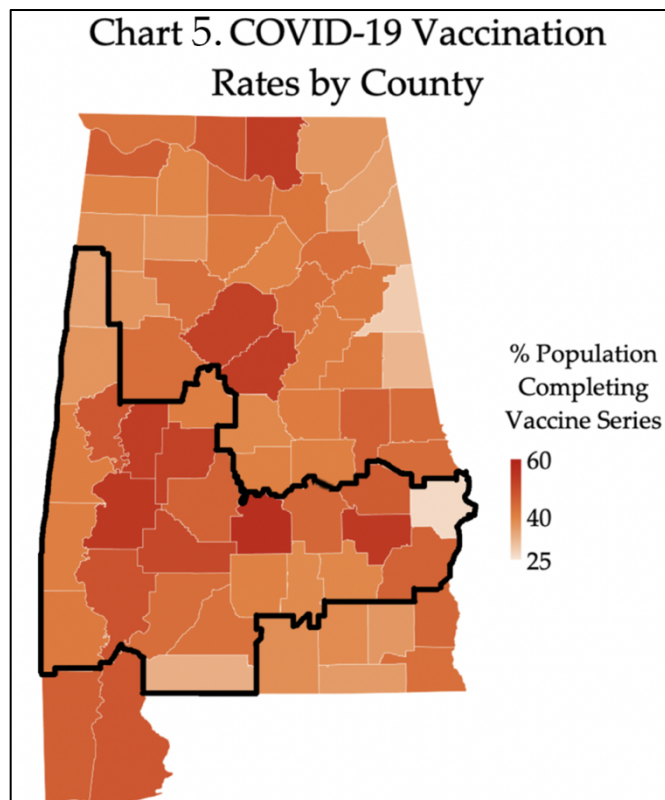 Chart 5. COVID-19 Vaccination
Rates by County
% Population
Completing
Vaccine Series
60
40
25